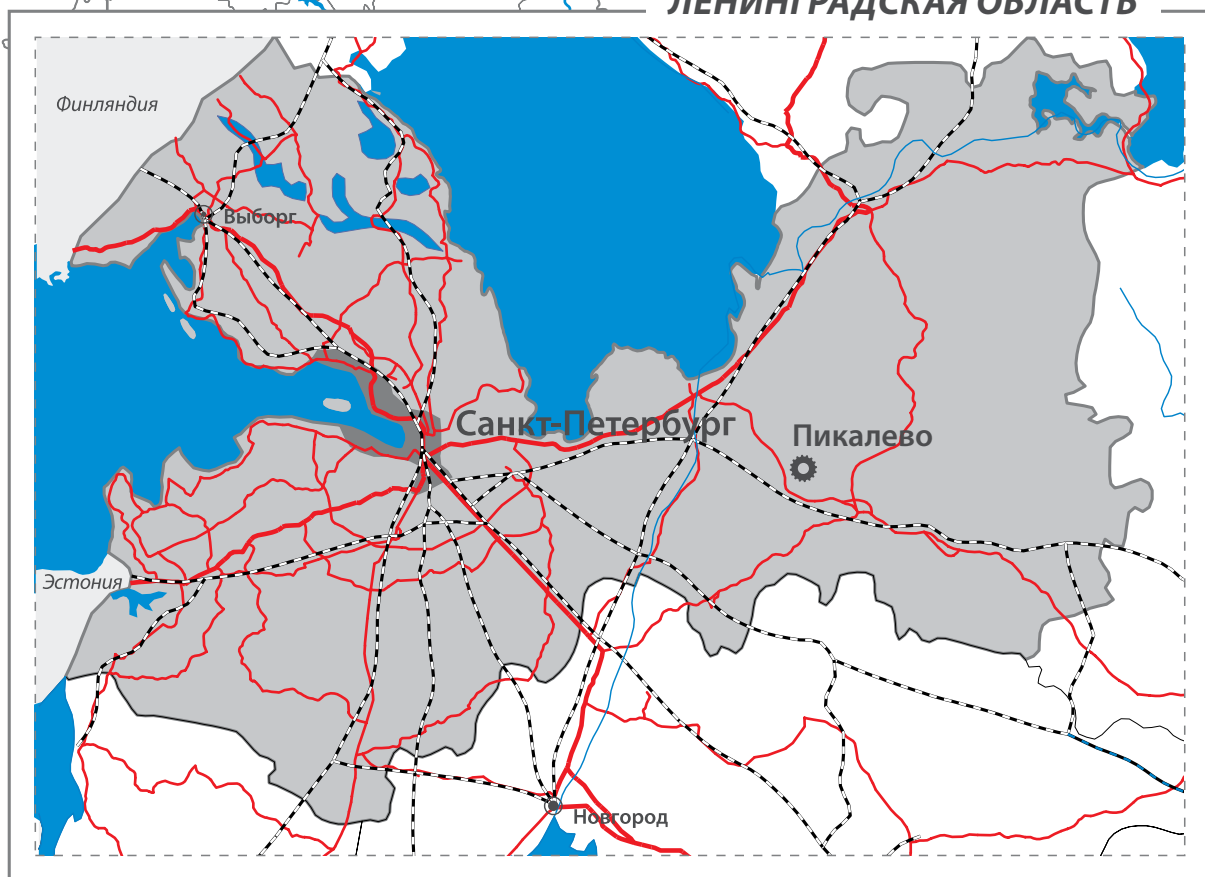 ЛЕНИНГРАДСКАЯ ОБЛАСТЬ
Финляндия
Выборг
Санкт-Петербург
Пикалево
Эстония
Новгород